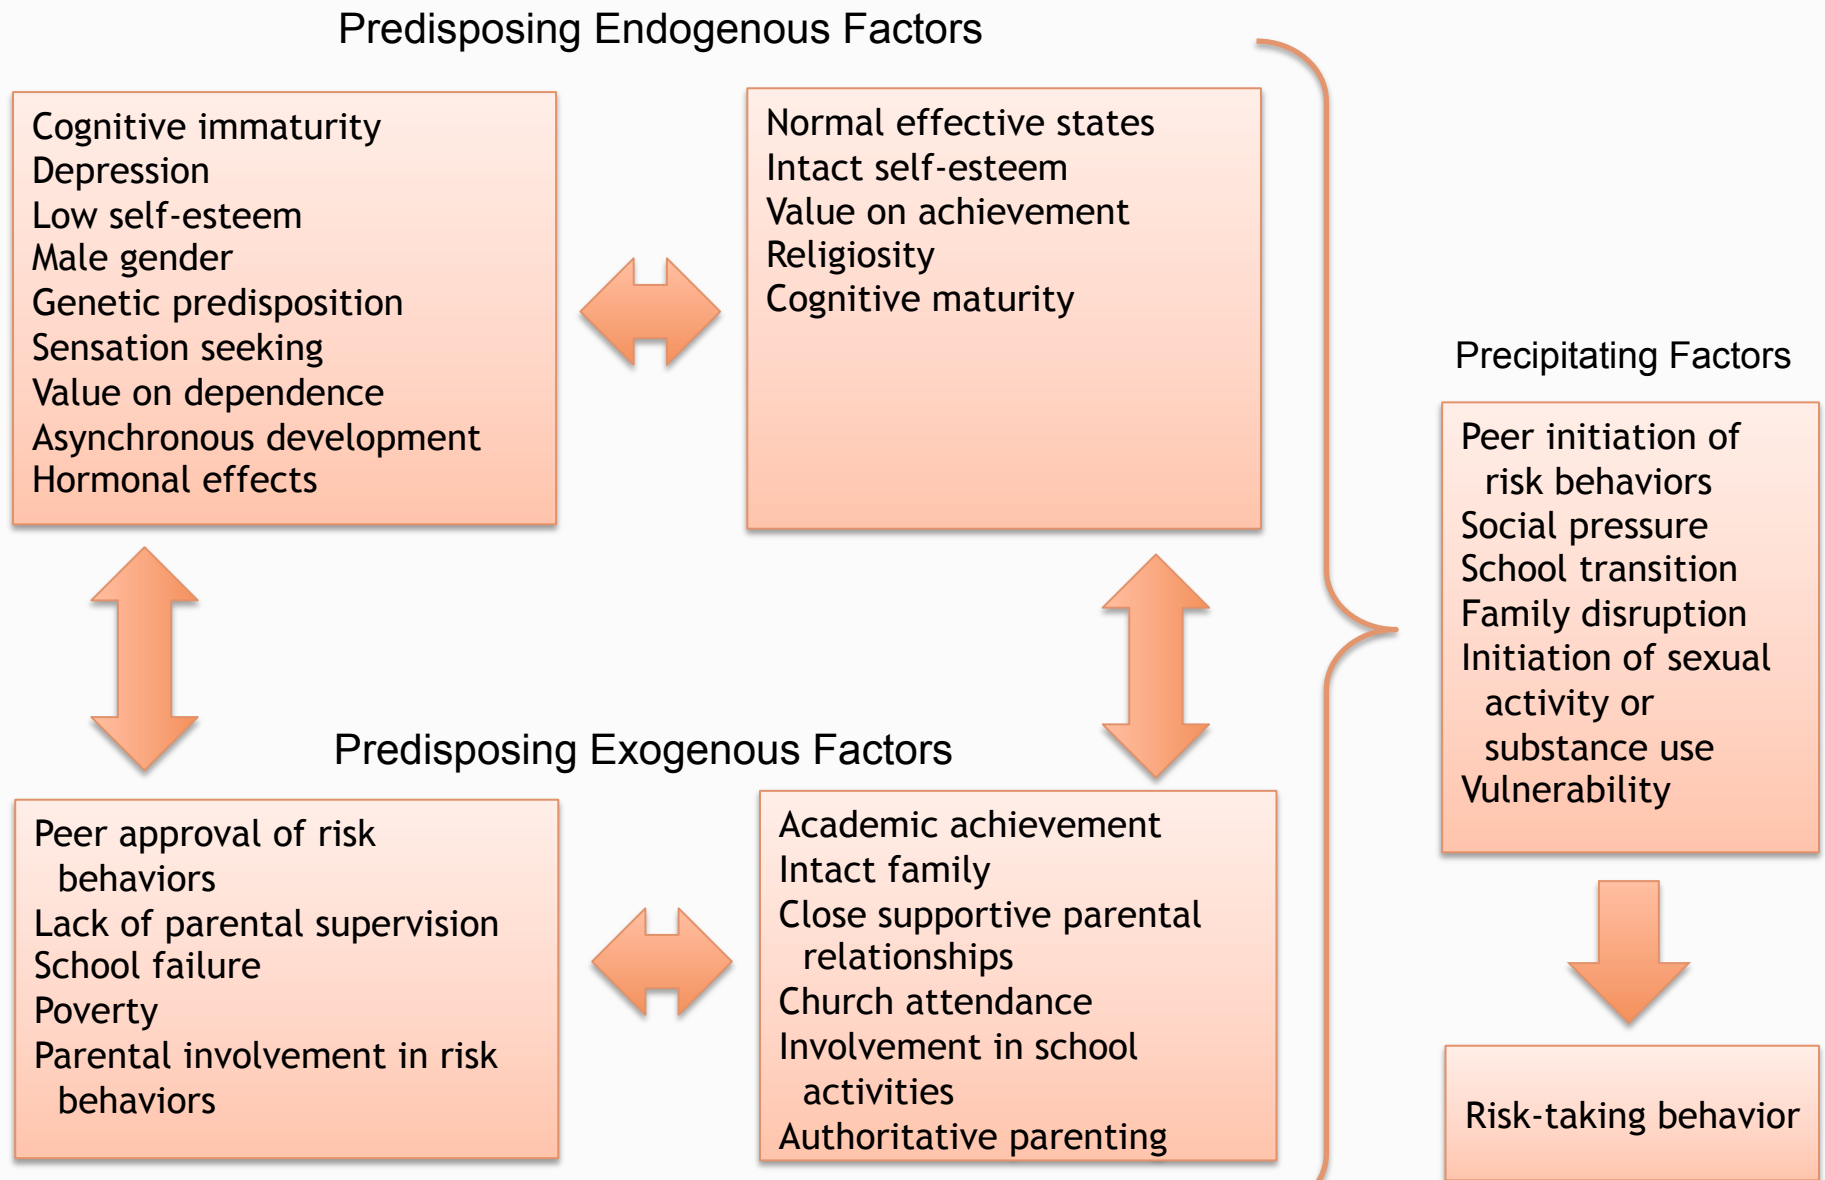 Predisposing Endogenous Factors
Cognitive immaturity
Depression
Low self-esteem
Male gender
Genetic predisposition
Sensation seeking
Value on dependence
Asynchronous development
Hormonal effects
Normal effective states
Intact self-esteem
Value on achievement
Religiosity
Cognitive maturity
Predisposing Exogenous Factors
Peer approval of risk
behaviors
Lack of parental supervision
School failure
Poverty
Parental involvement in risk
behaviors
Academic achievement
Intact family
Close supportive parental
relationships
Church attendance
Involvement in school
activities
Authoritative parenting
Precipitating Factors
Peer initiation of
risk behaviors
Social pressure
School transition
Family disruption
Initiation of sexual
activity or
substance use
Vulnerability
Risk-taking behavior